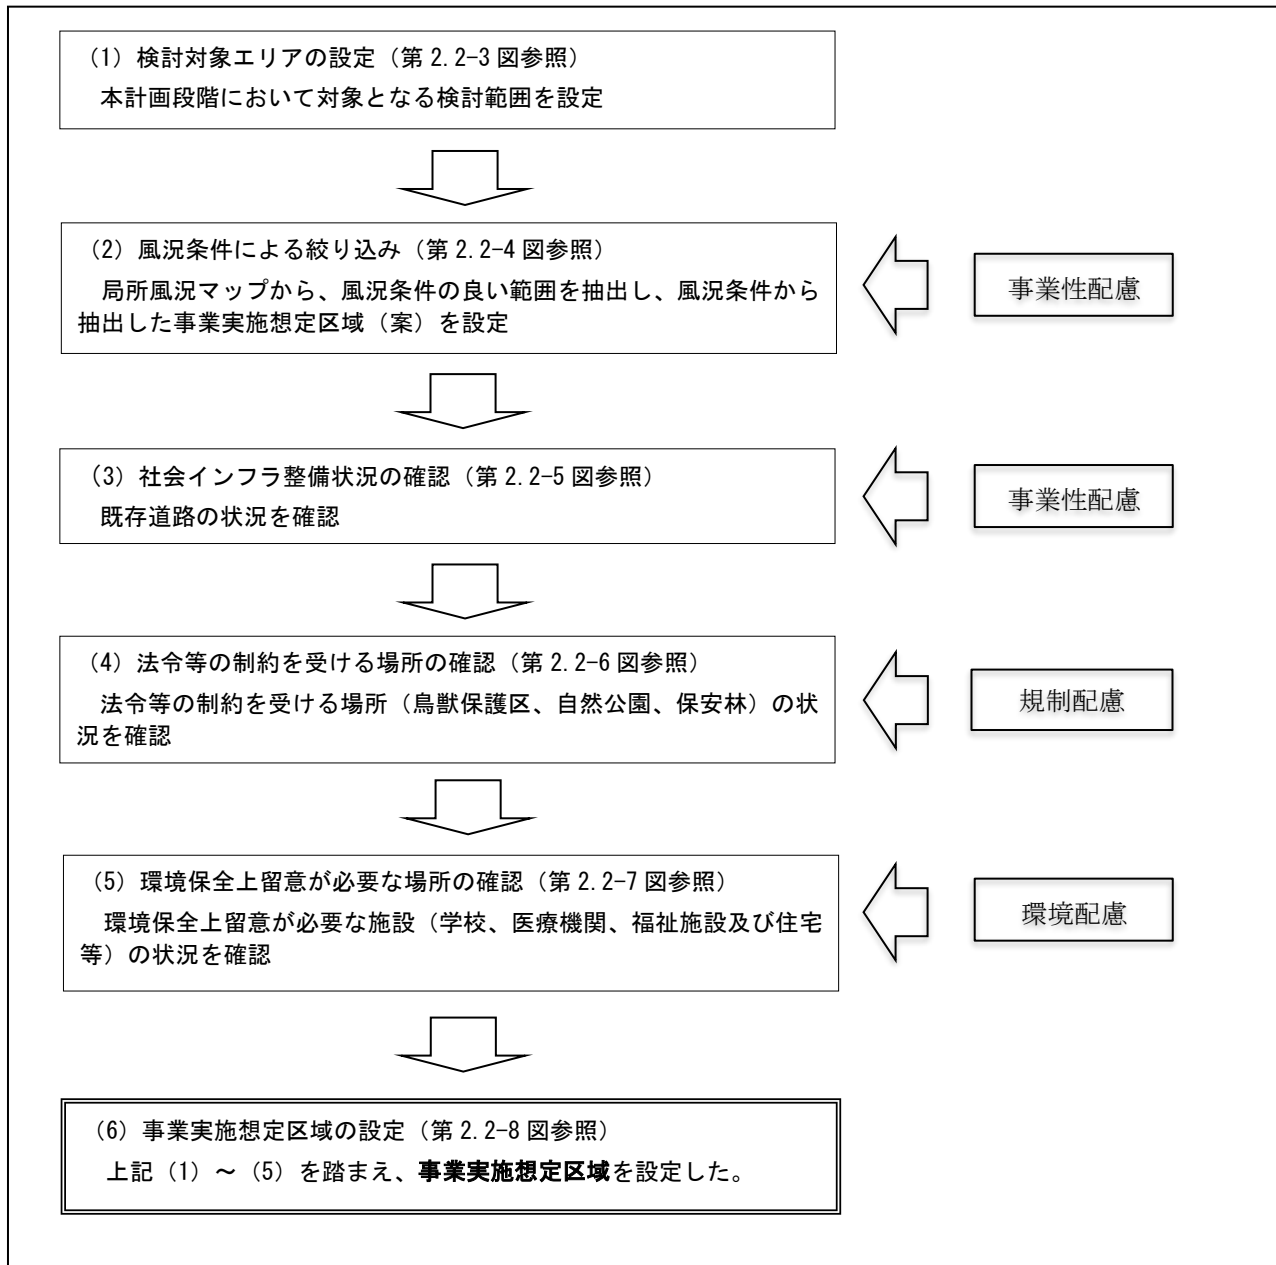 （1）検討対象エリアの設定（第 2.2-3 図参照）
本計画段階において対象となる検討範囲を設定
（2）風況条件による絞り込み（第 2.2-4 図参照）
局所風況マップから、風況条件の良い範囲を抽出し、風況条件から
抽出した事業実施想定区域（案）を設定
事業性配慮
（3）社会インフラ整備状況の確認（第 2.2-5 図参照）
既存道路の状況を確認
事業性配慮
（4）法令等の制約を受ける場所の確認（第 2.2-6 図参照）
法令等の制約を受ける場所（鳥獣保護区、自然公園、保安林）の状
況を確認
規制配慮
（5）環境保全上留意が必要な場所の確認（第 2.2-7 図参照）
環境保全上留意が必要な施設（学校、医療機関、福祉施設及び住宅
等）の状況を確認
環境配慮
（6）事業実施想定区域の設定（第 2.2-8 図参照）
上記（1）～（5）を踏まえ、事業実施想定区域を設定した。